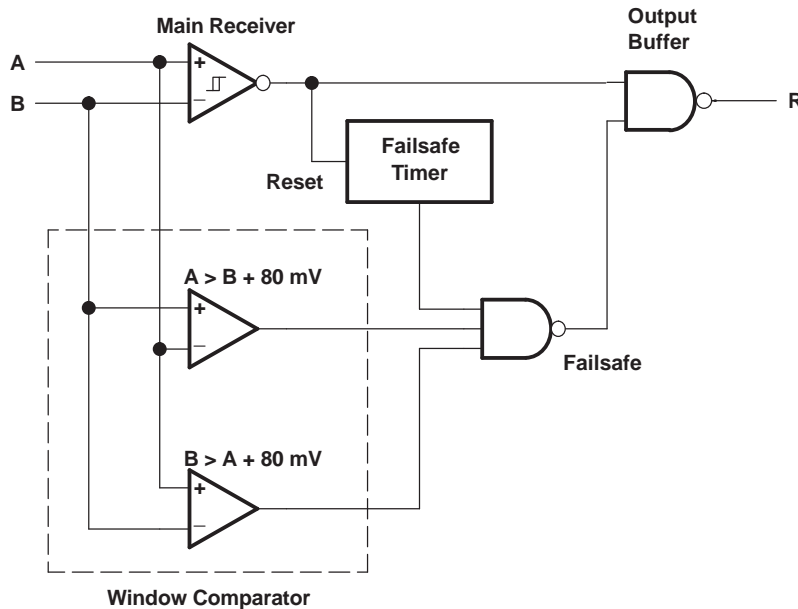 Main Receiver
Output
Buffer
A
+
B
_
R
Failsafe
Timer
Reset
A > B + 80 mV
+
_
Failsafe
B > A + 80 mV
+
_
Window Comparator